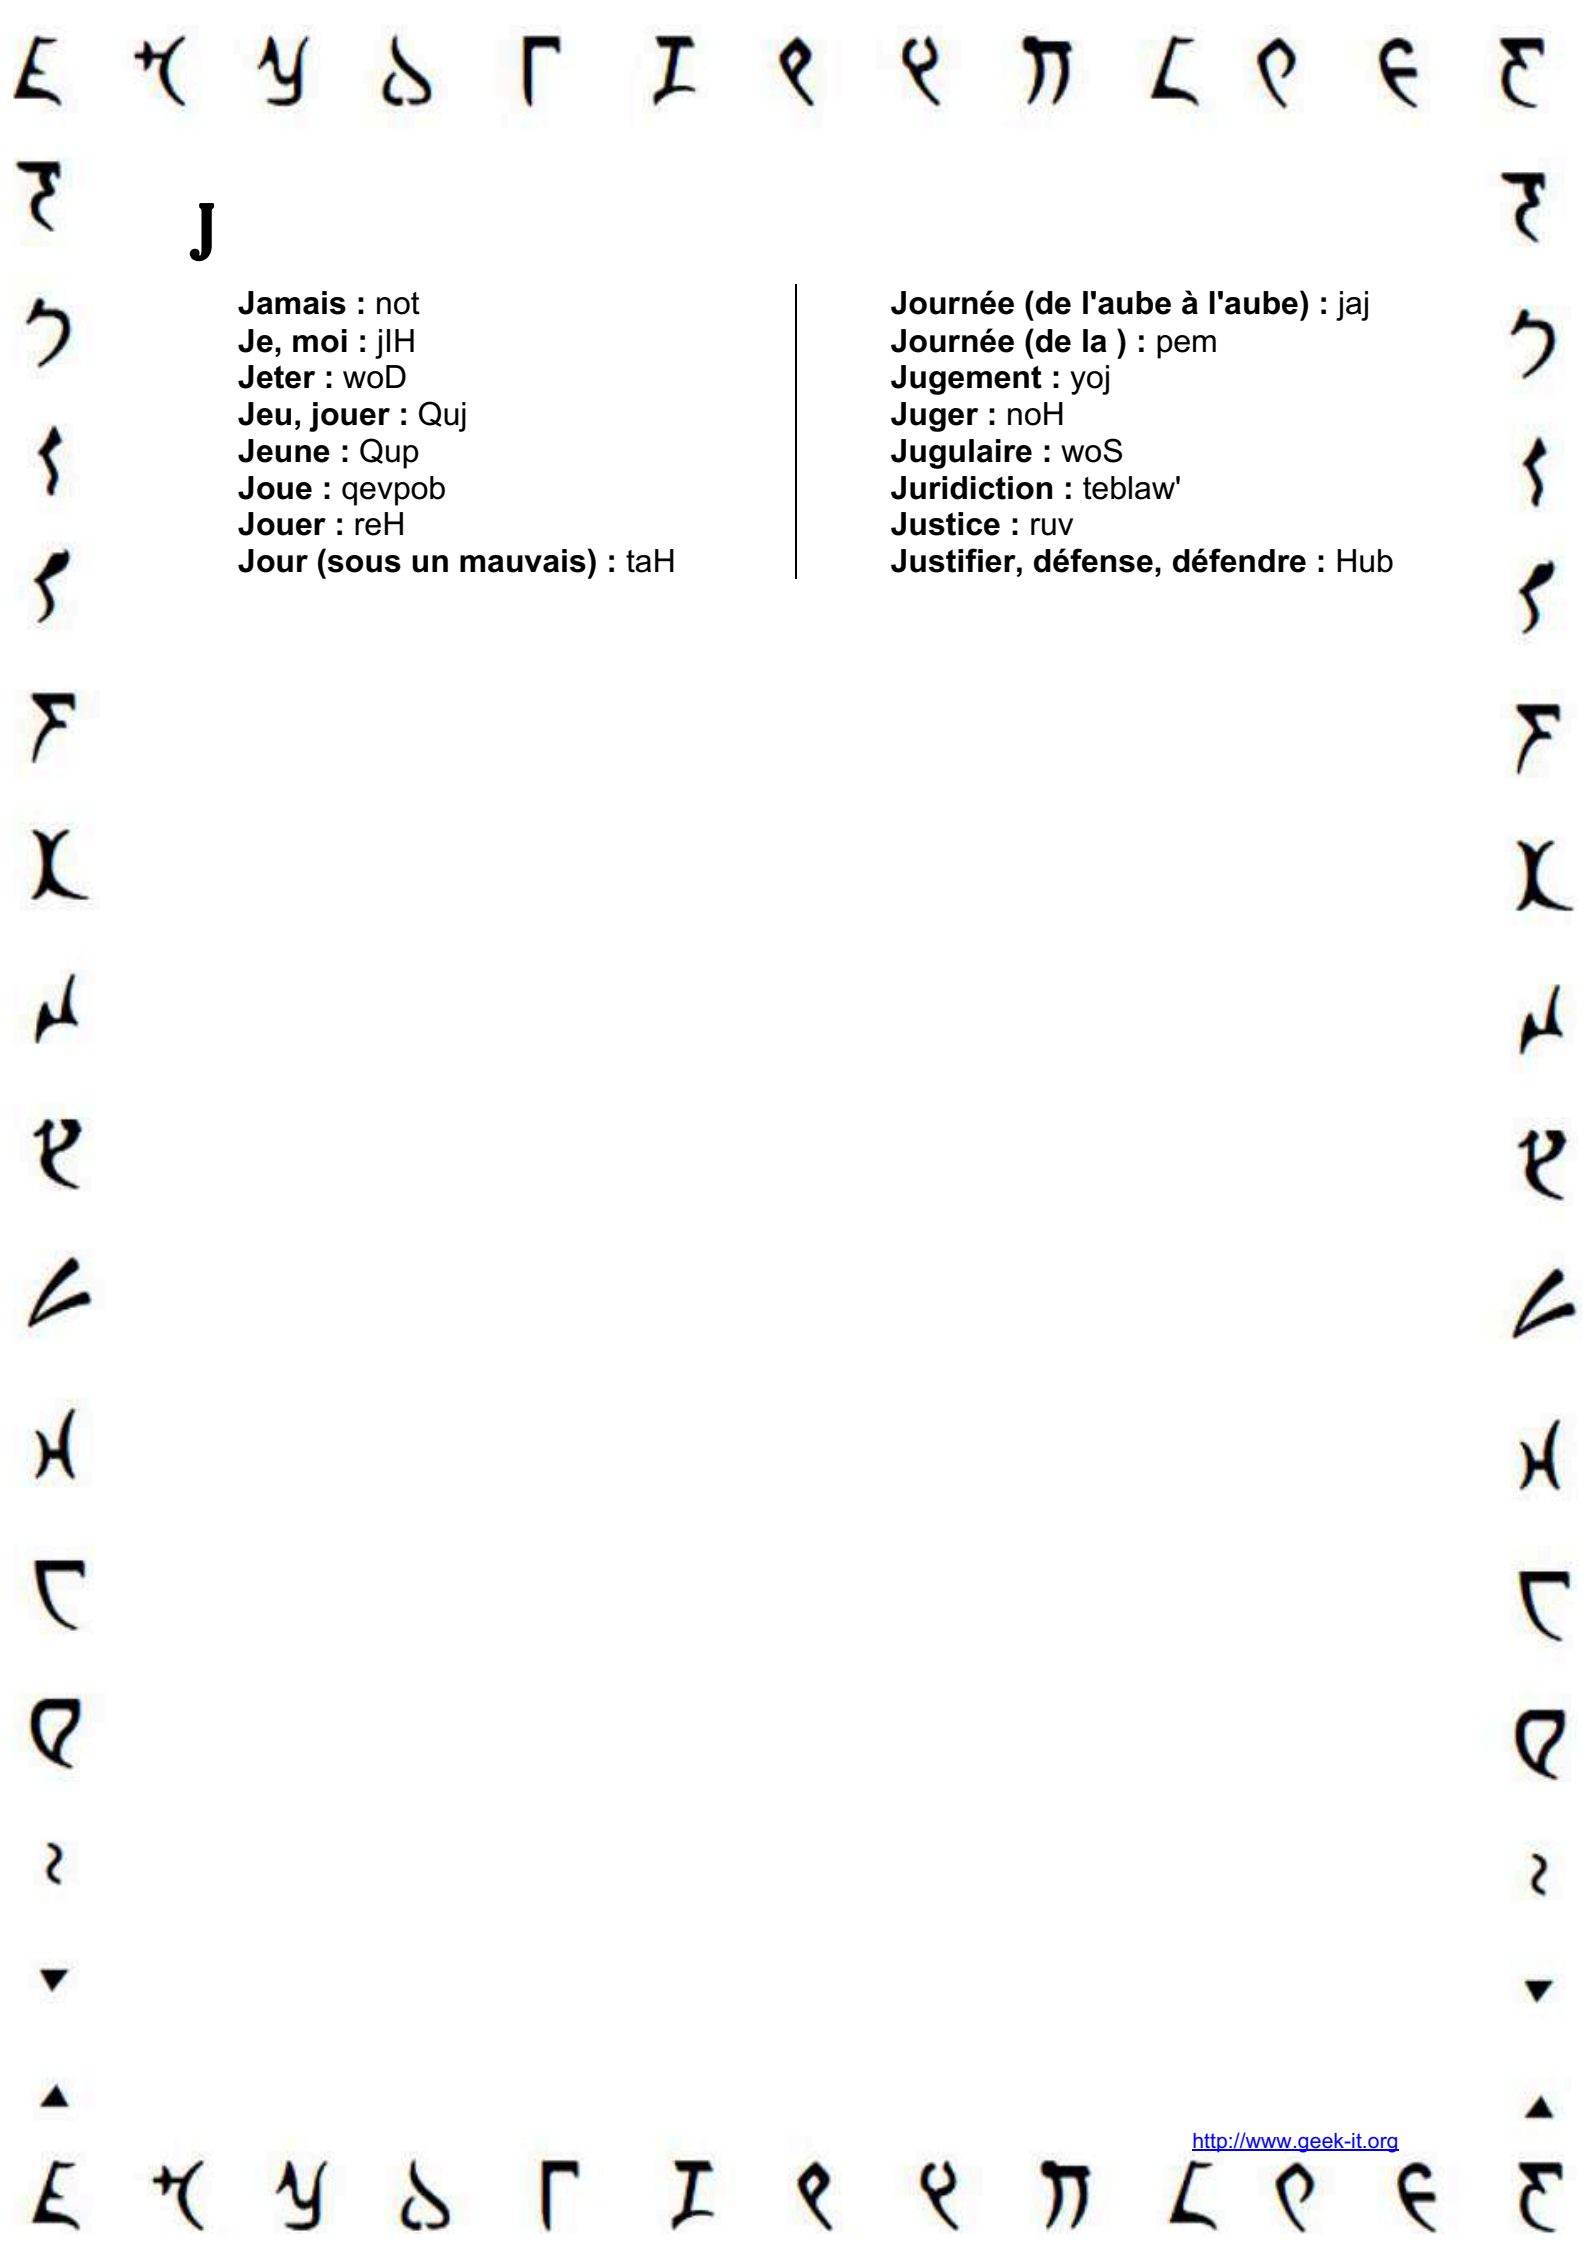 J
Jamais : not
Je, moi : jIH
Jeter : woD
Jeu, jouer : Quj
Jeune : Qup
Joue : qevpob
Jouer : reH
Jour (sous un mauvais) : taH
Journée (de l'aube à l'aube) : jaj
Journée (de la ) : pem
Jugement : yoj
Juger : noH
Jugulaire : woS
Juridiction : teblaw'
Justice : ruv
Justifier, défense, défendre : Hub
http://www.geek-it.org